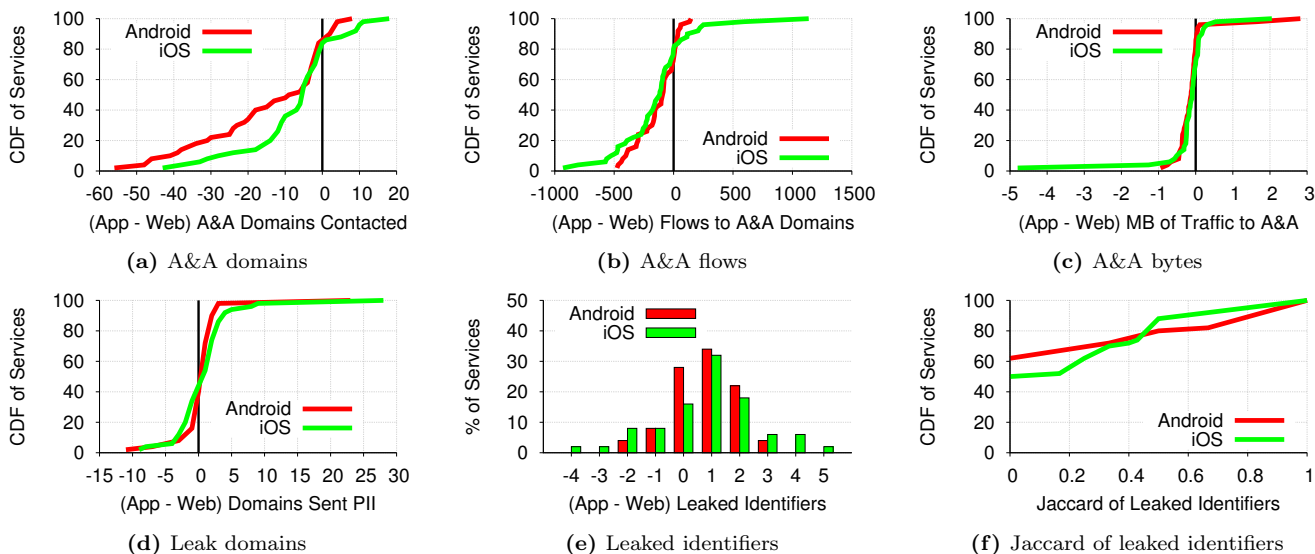 CDF of Services
100
80
60
40
20
0
Android
iOS
-60 -50 -40 -30 -20 -10 0 10 20
(App - Web) A&A Domains Contacted
(a) A&A domains
CDF of Services
100
80
60
40
20
0
Android
iOS
-1000 -500 0 500 1000 1500
(App - Web) Flows to A&A Domains
(b) A&A flows
CDF of Services
100
80
60
40
20
0
Android
iOS
-5 -4 -3 -2 -1 0 1 2 3
(App - Web) MB of Traffic to A&A
(c) A&A bytes
CDF of Services
100
80
60
40
20
0
Android
iOS
-15 -10 -5 0 5 10 15 20 25 30
(App - Web) Domains Sent PII
(d) Leak domains
% of Services
50
40
30
20
10
0
Android
iOS
-4 -3 -2 -1 0 1 2 3 4 5
(App - Web) Leaked Identifiers
(e) Leaked identifiers
CDF of Services
100
80
60
40
20
0
Android
iOS
0 0.2 0.4 0.6 0.8 1
Jaccard of Leaked Identifiers
(f) Jaccard of leaked identifiers